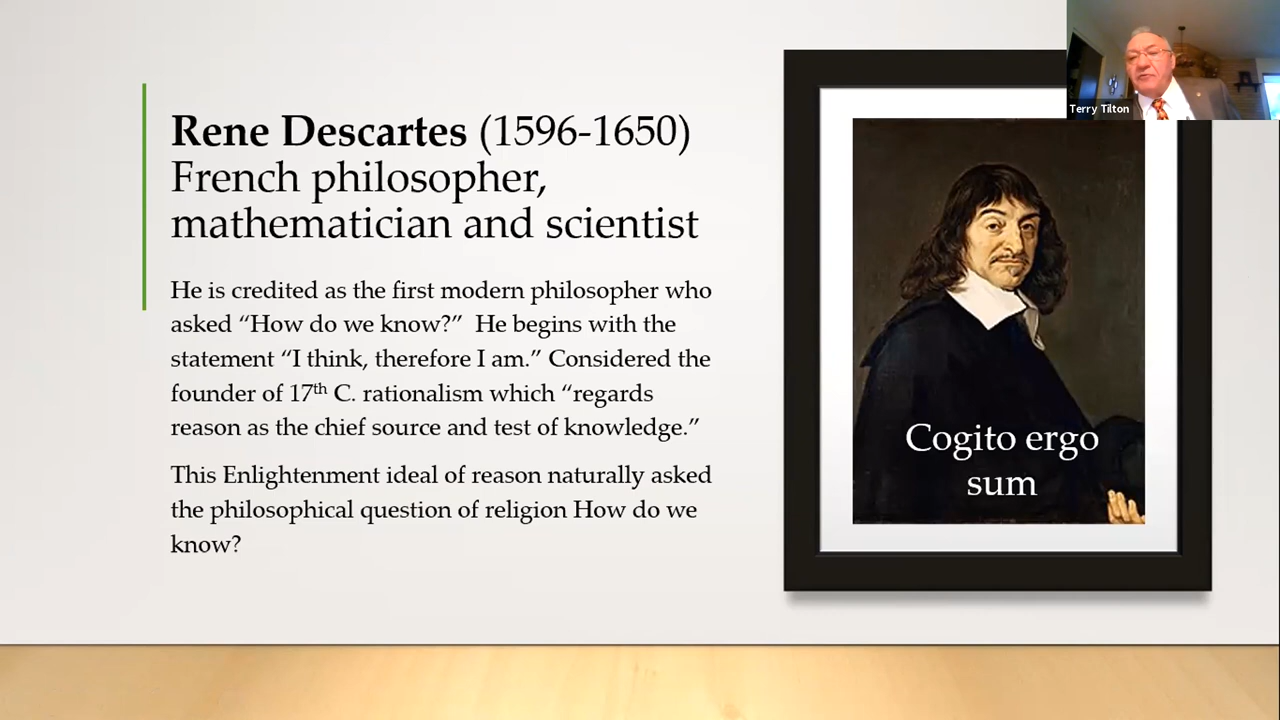 Rene Descartes (1596-1650)
French philosopher,
mathematician and scientist
He is credited as the first modern philosopher who
asked “How do we know?”  He begins with the
statement “I think, therefore I am.” Considered the
founder of 17th C. rationalism which “regards
reason as the chief source and test of knowledge.”
This Enlightenment ideal of reason naturally asked
the philosophical question of religion How do we
know?
Cogito ergo
sum
Terry Tilton